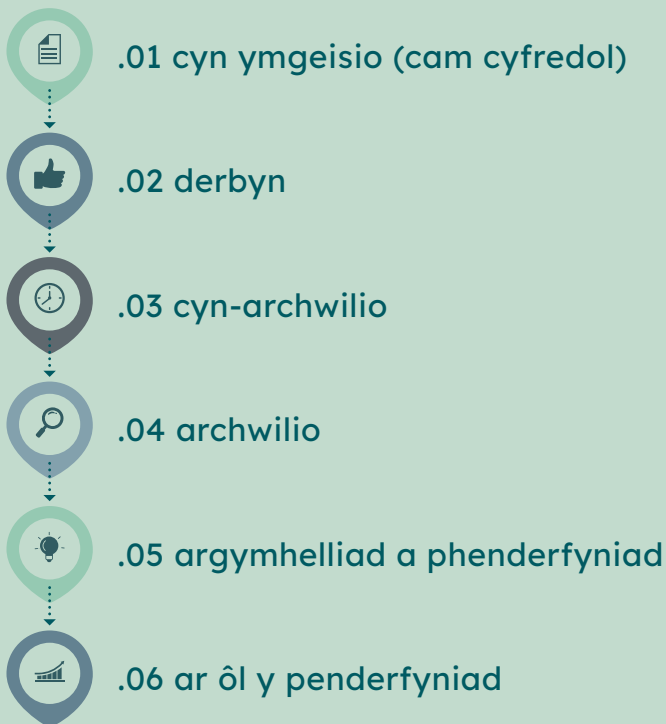 .01 cyn ymgeisio (cam cyfredol)
.02 derbyn
.03 cyn-archwilio
.04 archwilio
.05 argymhelliad a phenderfyniad
.06 ar ôl y penderfyniad